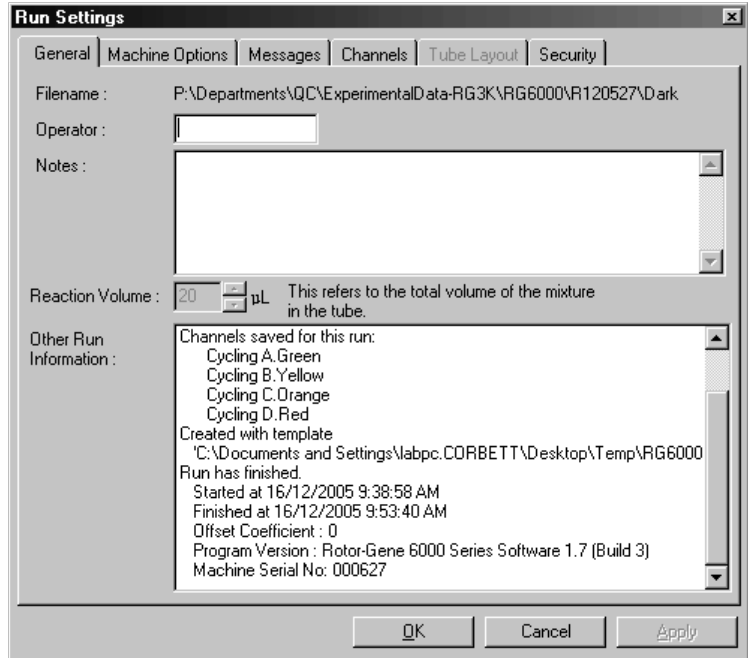 Run Settings
General Machine Options Messages Channels Tube Layout Security
Filename : P:\Departments\QC\ExperimentalData-RG3K\RG6000\R120527\Dark
Operator :
Notes :
Reaction Volume : 20 µL This refers to the total volume of the mixture
in the tube.
Other Run
Information :
Channels saved for this run:
Cycling A.Green
Cycling B.Yellow
Cycling C.Orange
Cycling D.Red
Created with template
'C:\Documents and Settings\labpc.CORBETT\Desktop\Temp\RG6000
Run has finished.
Started at 16/12/2005 9:38:58 AM
Finished at 16/12/2005 9:53:40 AM
Offset Coefficient : 0
Program Version : Rotor-Gene 6000 Series Software 1.7 (Build 3)
Machine Serial No: 000627
OK Cancel Apply